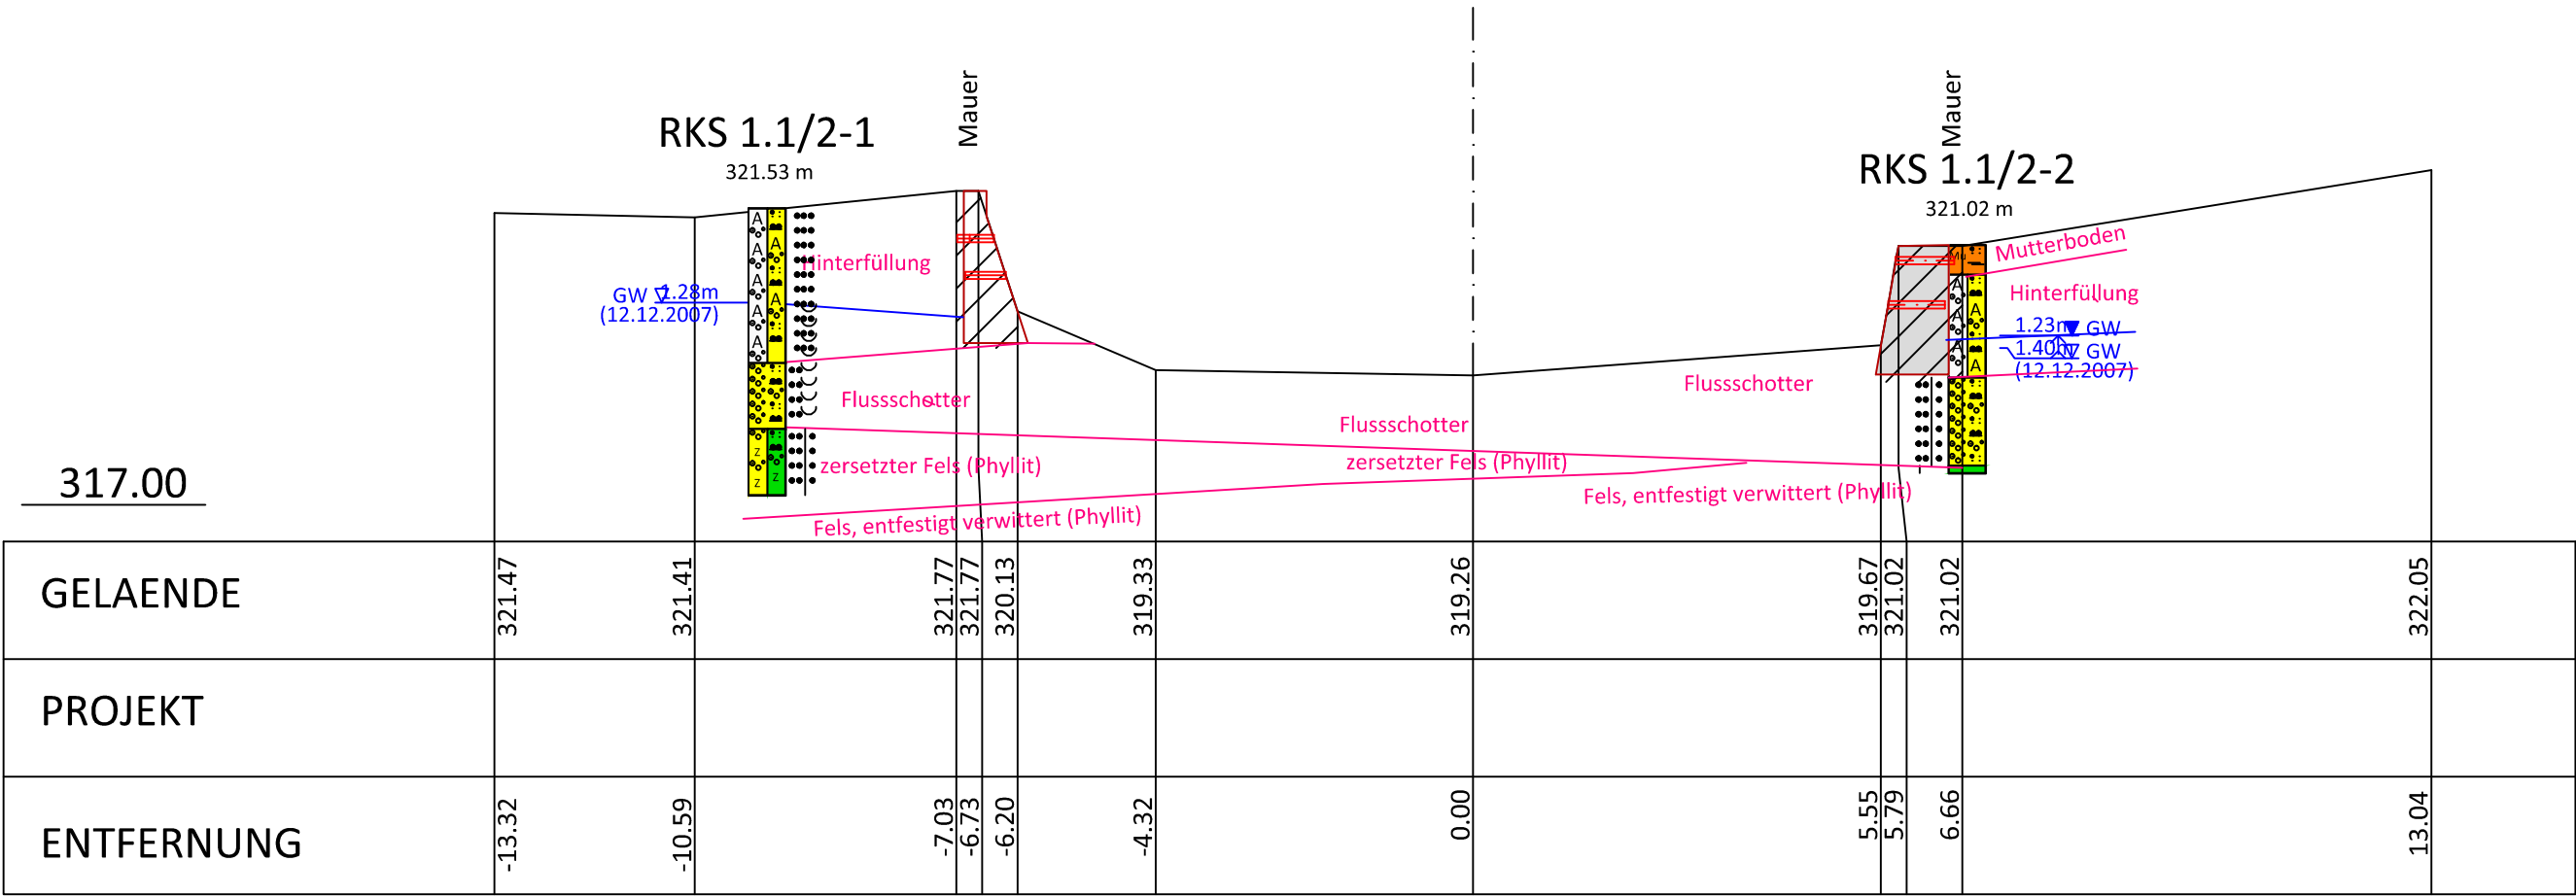 Mauer
Mauer
RKS 1.1/2-1
321.53 m
RKS 1.1/2-2
321.02 m
Mutterboden
Hinterfüllung
Hinterfüllung
GW 1.28m
(12.12.2007)
1.23m GW
1.40m GW
(12.12.2007)
Flussschotter
Flussschotter
Flussschotter
zersetzter Fels (Phyllit)
zersetzter Fels (Phyllit)
Fels, entfestigt verwittert (Phyllit)
Fels, entfestigt verwittert (Phyllit)
A
A
A
A
A
A
A
Z
Z
Z
Mu
A
A
A
A
A
317.00
GELAENDE 321.47 321.41 321.77 321.77 320.13 319.33 319.26 319.67 321.02 321.02 322.05
PROJEKT
ENTFERNUNG -13.32 -10.59 -7.03 -6.73 -6.20 -4.32 0.00 5.55 5.79 6.66 13.04